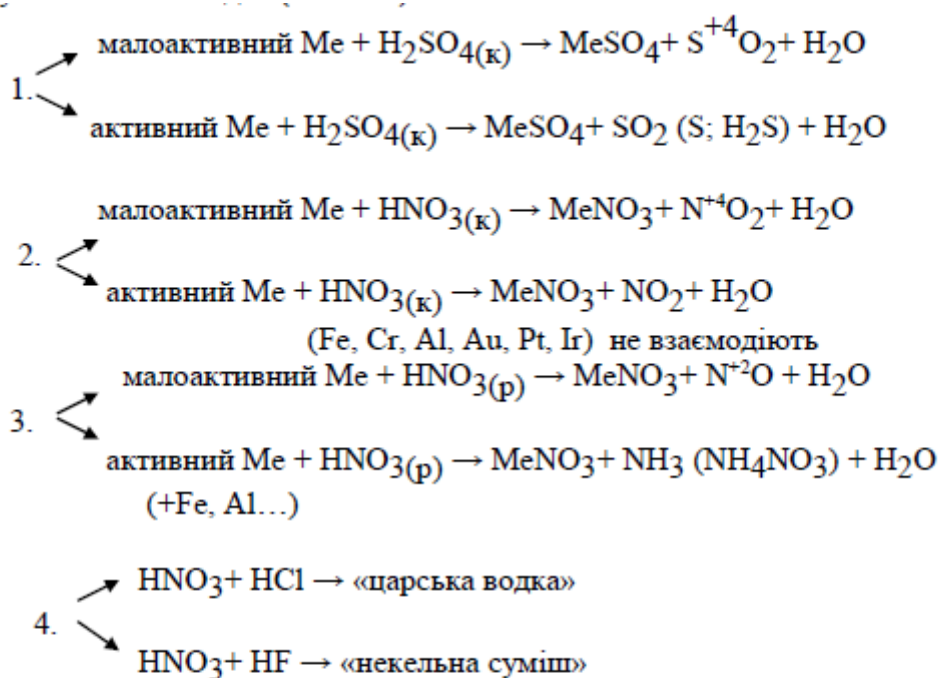 малоактивний Me + H₂SO₄(к) → MeSO₄+ S⁺⁴O₂+ H₂O
1.
активний Me + H₂SO₄(к) → MeSO₄+ SO₂ (S; H₂S) + H₂O
малоактивний Me + HNO₃(к) → MeNO₃+ N⁺⁴O₂+ H₂O
2.
активний Me + HNO₃(к) → MeNO₃+ NO₂+ H₂O
(Fe, Cr, Al, Au, Pt, Ir) не взаємодіють
малоактивний Me + HNO₃(р) → MeNO₃+ N⁺²O + H₂O
3.
активний Me + HNO₃(р) → MeNO₃+ NH₃ (NH₄NO₃) + H₂O
(+Fe, Al…)
HNO₃+ HCl → «царська водка»
4.
HNO₃+ HF → «некельна суміш»